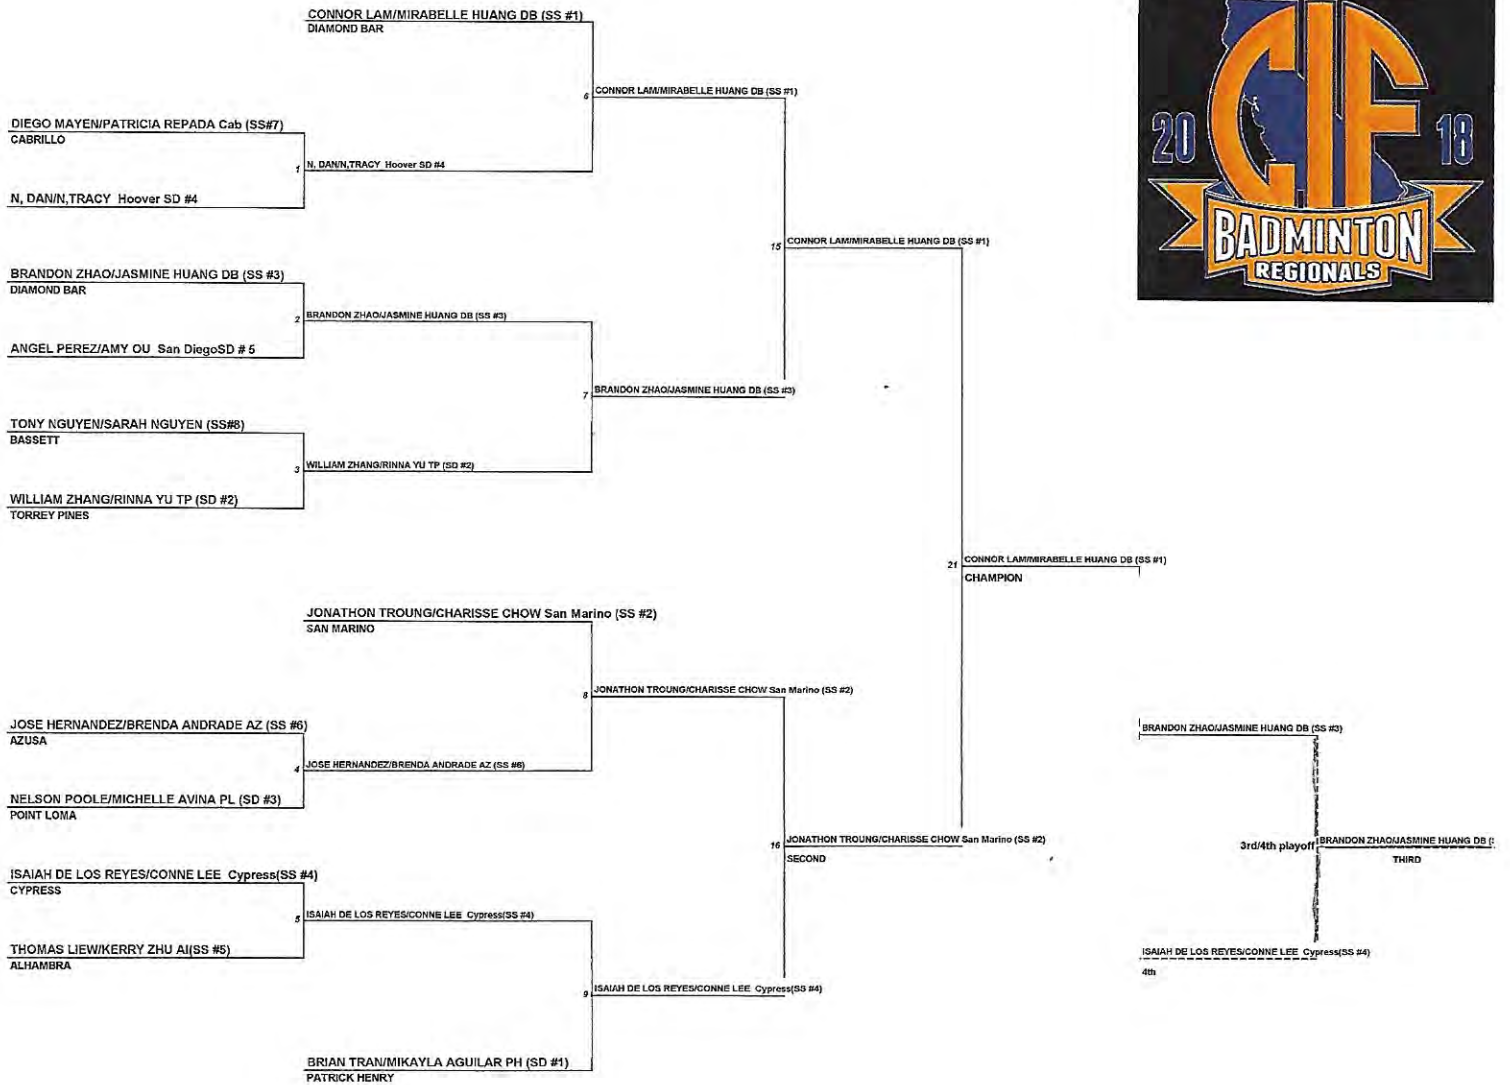 CONNOR LAM/MIRABELLE HUANG DB (SS #1)
DIAMOND BAR
6 CONNOR LAM/MIRABELLE HUANG DB (SS #1)
DIEGO MAYEN/PATRICIA REPADA Cab (SS#7)
CABRILLO
1 N, DAN/N,TRACY Hoover SD #4
N, DAN/N,TRACY Hoover SD #4
15 CONNOR LAM/MIRABELLE HUANG DB (SS #1)
BRANDON ZHAO/JASMINE HUANG DB (SS #3)
DIAMOND BAR
2 BRANDON ZHAO/JASMINE HUANG DB (SS #3)
ANGEL PEREZ/AMY OU San DiegoSD # 5
7 BRANDON ZHAO/JASMINE HUANG DB (SS #3)
TONY NGUYEN/SARAH NGUYEN (SS#8)
BASSETT
3 WILLIAM ZHANG/RINNA YU TP (SD #2)
WILLIAM ZHANG/RINNA YU TP (SD #2)
TORREY PINES
21 CONNOR LAM/MIRABELLE HUANG DB (SS #1)
CHAMPION
JONATHON TROUNG/CHARISSE CHOW San Marino (SS #2)
SAN MARINO
8 JONATHON TROUNG/CHARISSE CHOW San Marino (SS #2)
JOSE HERNANDEZ/BRENDA ANDRADE AZ (SS #6)
AZUSA
4 JOSE HERNANDEZ/BRENDA ANDRADE AZ (SS #6)
NELSON POOLE/MICHELLE AVINA PL (SD #3)
POINT LOMA
16 JONATHON TROUNG/CHARISSE CHOW San Marino (SS #2)
SECOND
ISAIAH DE LOS REYES/CONNE LEE Cypress(SS #4)
CYPRESS
5 ISAIAH DE LOS REYES/CONNE LEE Cypress(SS #4)
THOMAS LIEW/KERRY ZHU Al(SS #5)
ALHAMBRA
9 ISAIAH DE LOS REYES/CONNE LEE Cypress(SS #4)
BRIAN TRAN/MIKAYLA AGUILAR PH (SD #1)
PATRICK HENRY
BRANDON ZHAO/JASMINE HUANG DB (SS #3)
3rd/4th playoff BRANDON ZHAO/JASMINE HUANG DB (
THIRD
ISAIAH DE LOS REYES/CONNE LEE Cypress(SS #4)
4th
20 CIF 18
BADMINTON
REGIONALS